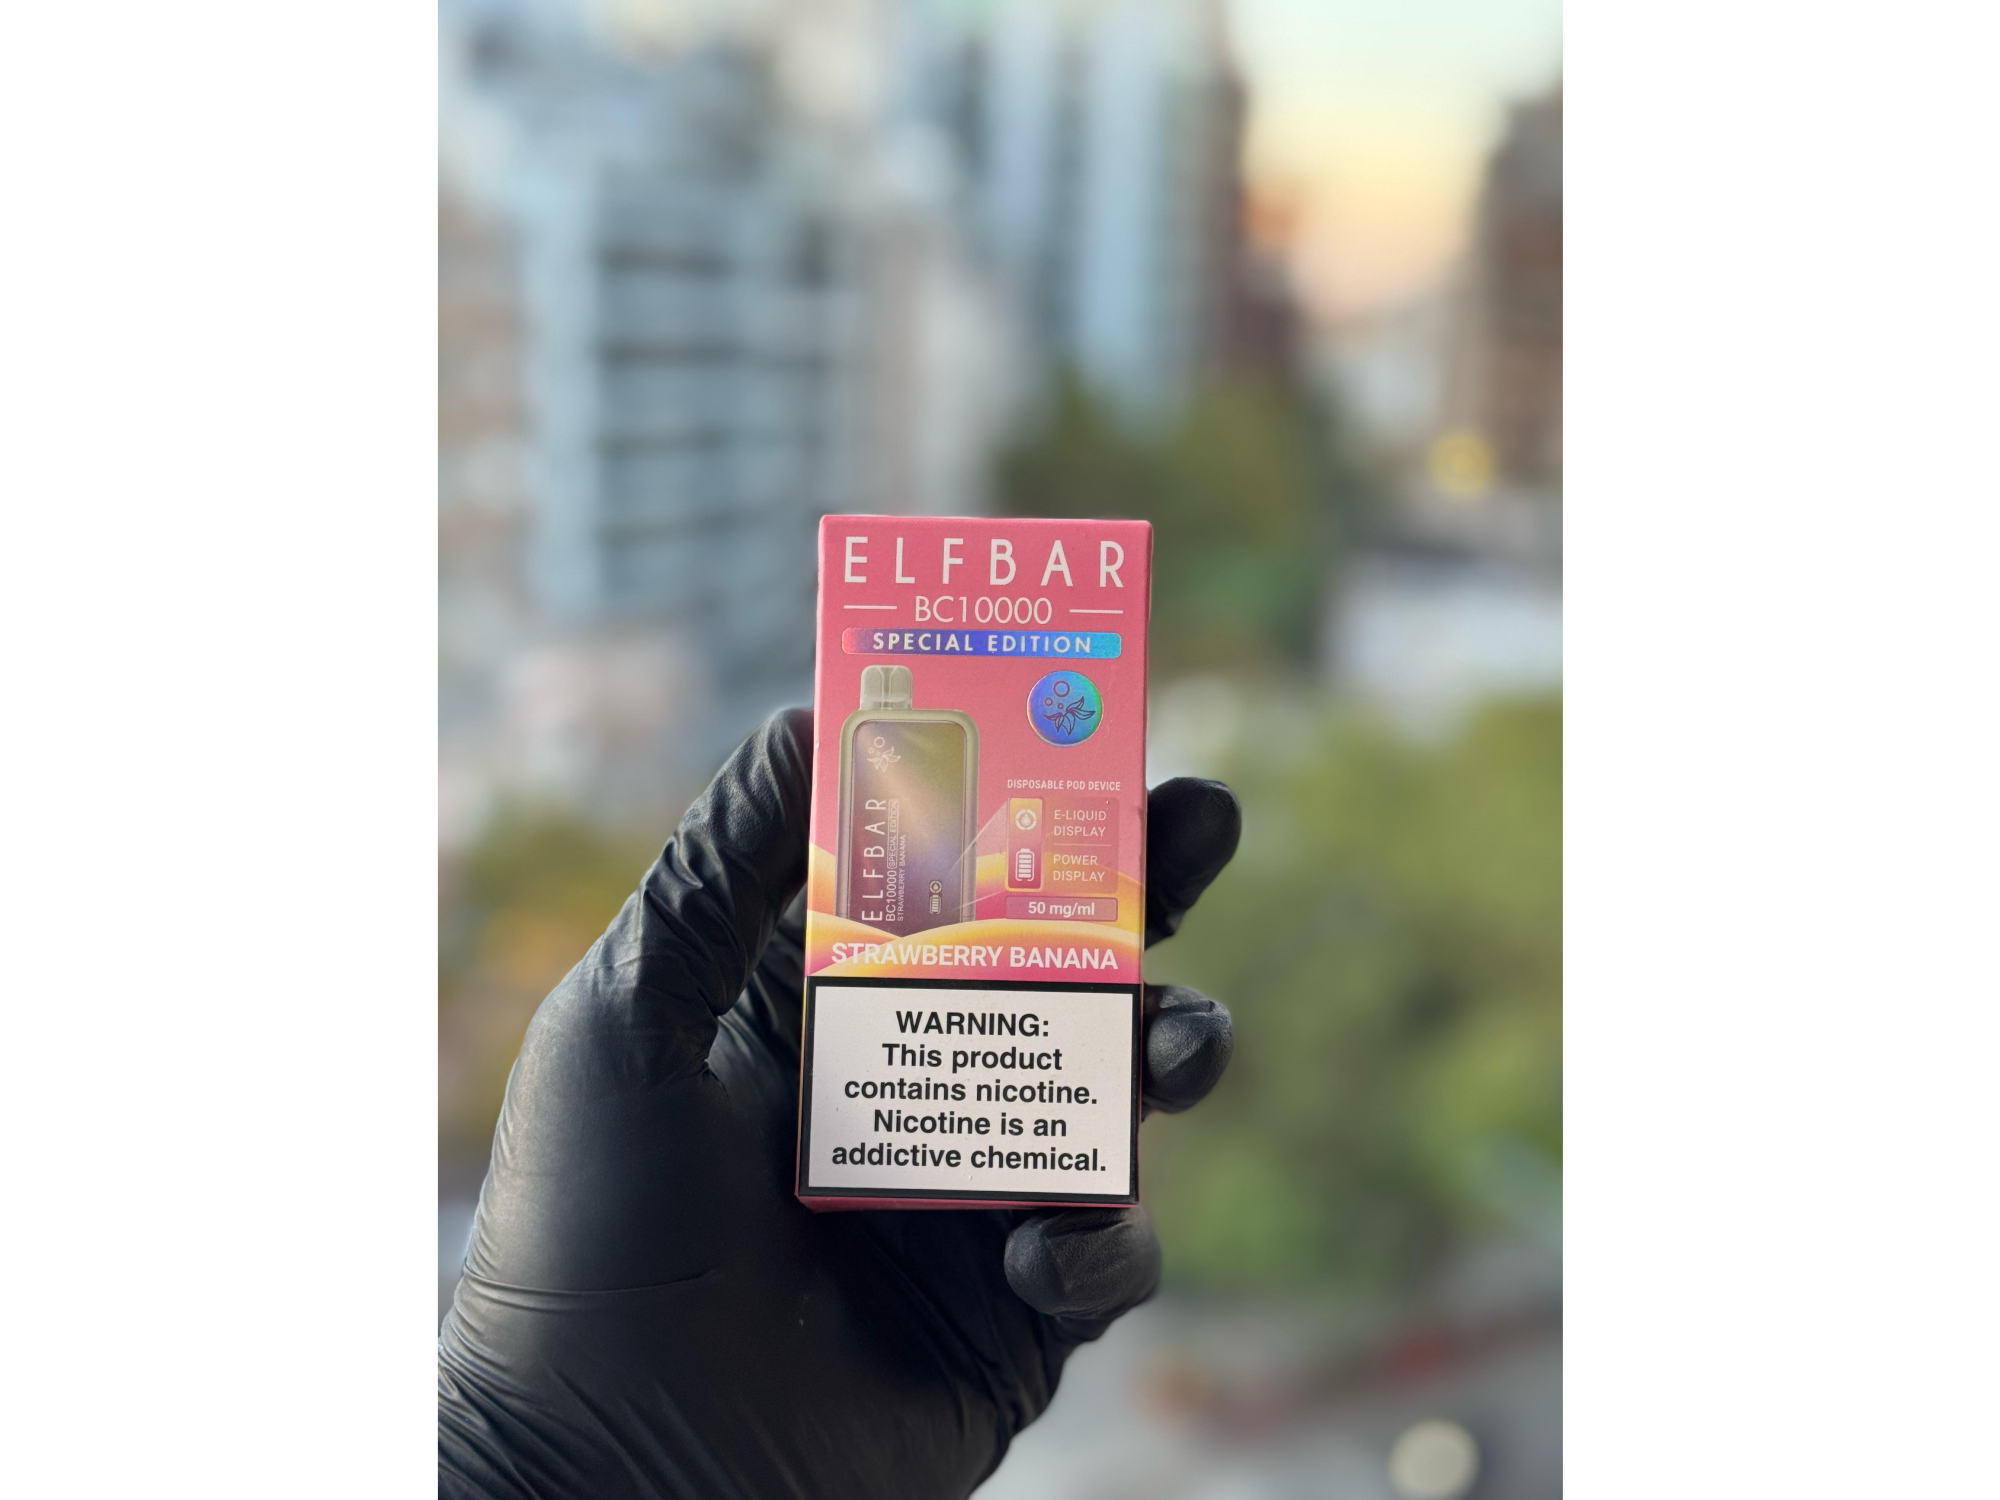 ELFBAR
BC10000
SPECIAL EDITION
DISPOSABLE POD DEVICE
E-LIQUID
DISPLAY
POWER
DISPLAY
50 mg/ml
ELFBAR
BC10000 SPECIAL EDITION
STRAWBERRY BANANA
STRAWBERRY BANANA
WARNING:
This product
contains nicotine.
Nicotine is an
addictive chemical.